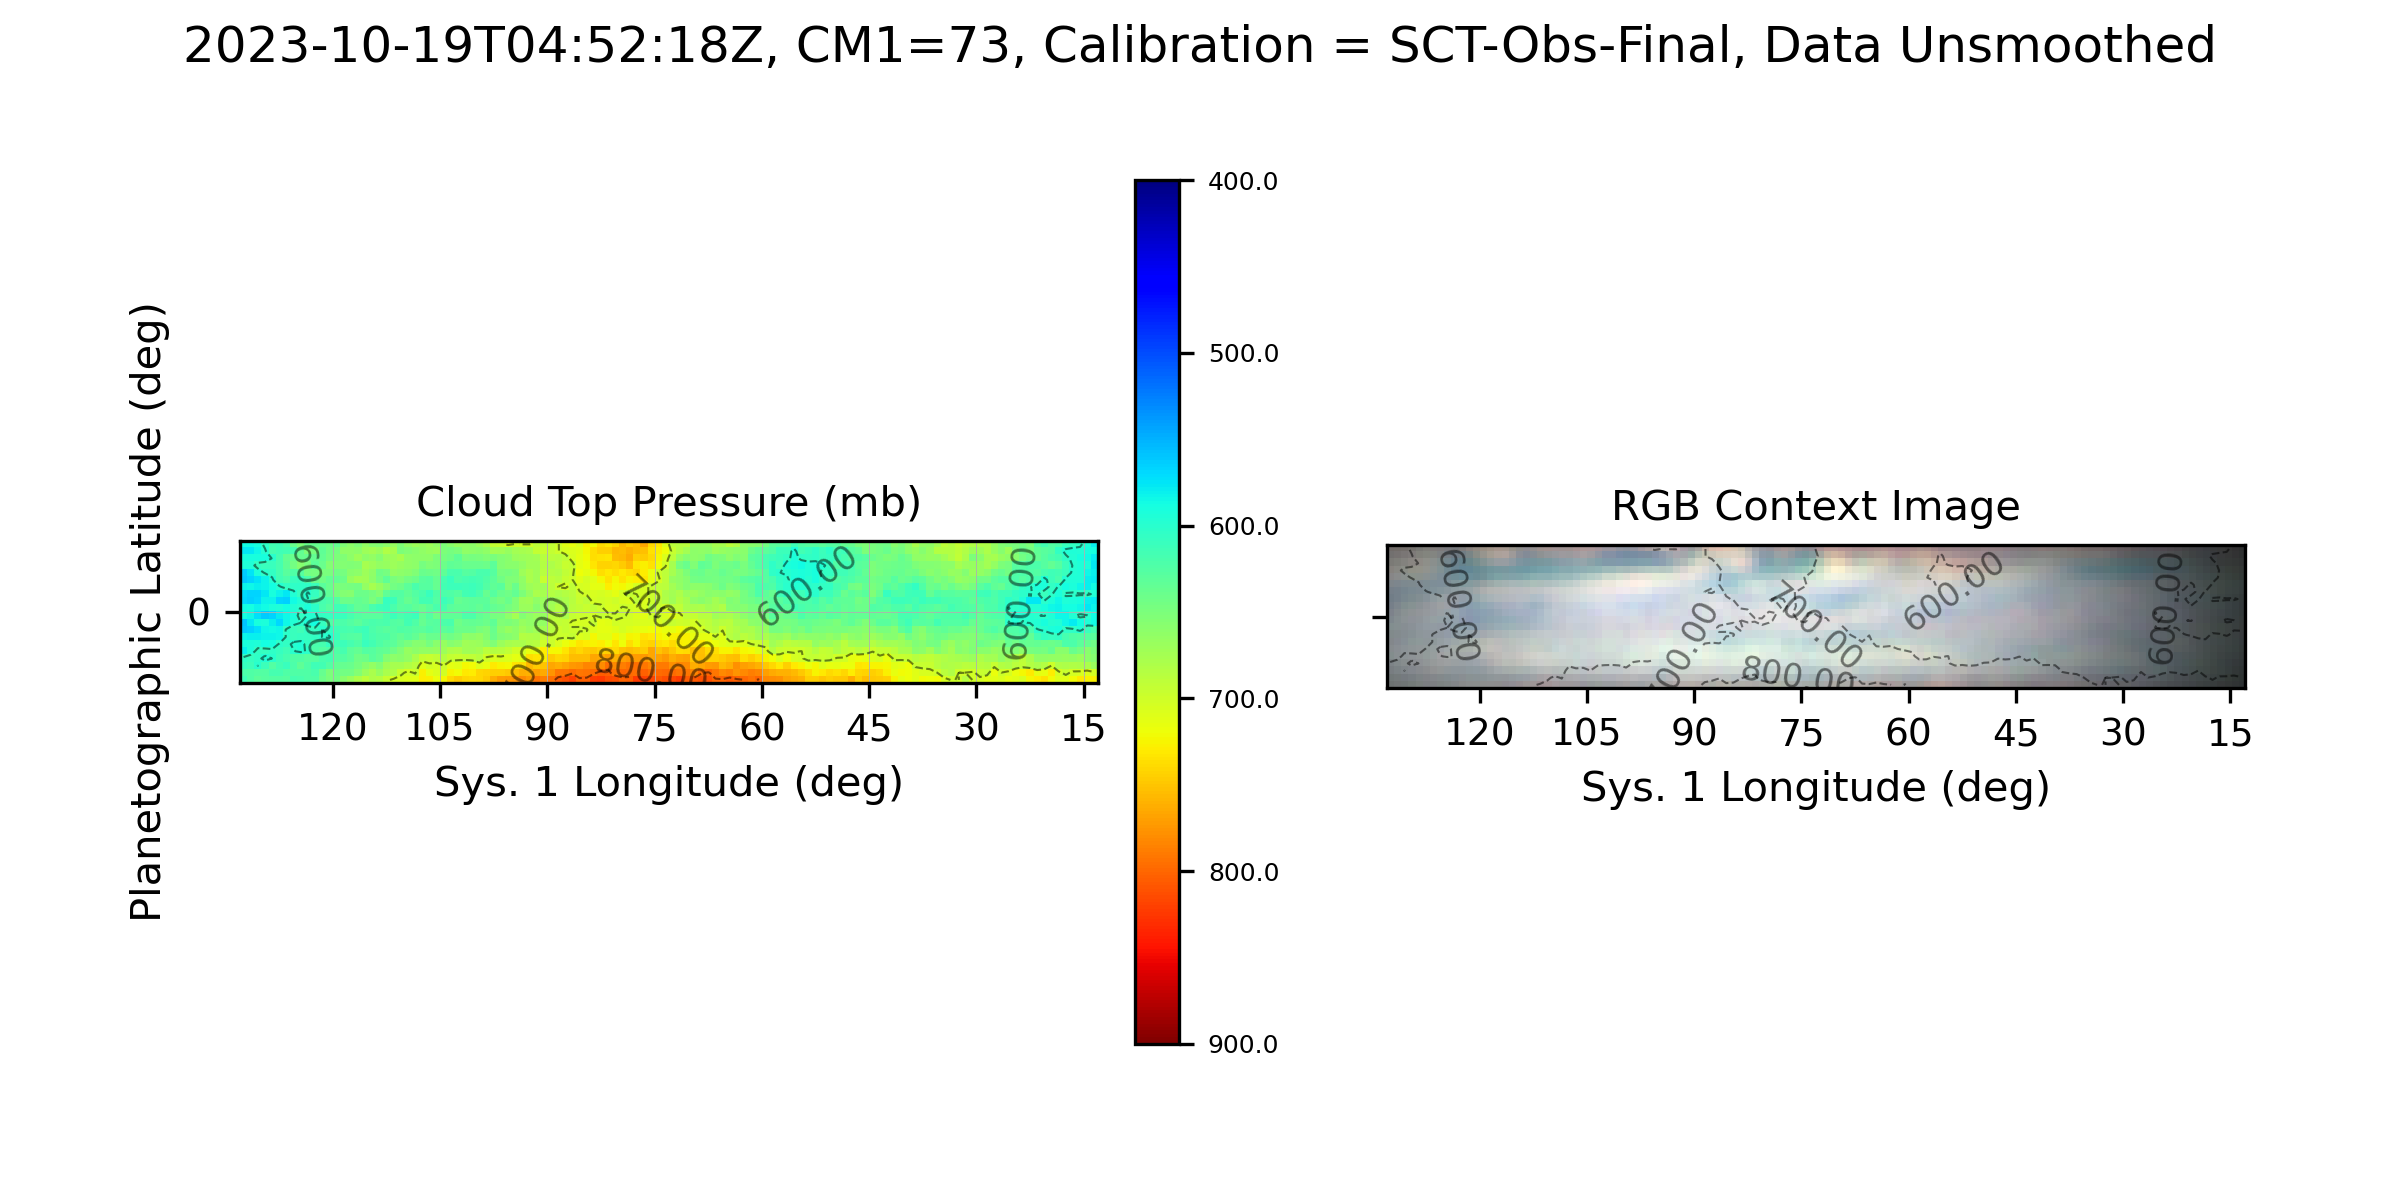 2023-10-19T04:52:18Z, CM1=73, Calibration = SCT-Obs-Final, Data Unsmoothed
Planetographic Latitude (deg)
Cloud Top Pressure (mb)
0
600.00
700.00
600.00
600.00
800.00
120 105 90 75 60 45 30 15
Sys. 1 Longitude (deg)
400.0
500.0
600.0
700.0
800.0
900.0
RGB Context Image
600.00
700.00
600.00
600.00
800.00
120 105 90 75 60 45 30 15
Sys. 1 Longitude (deg)